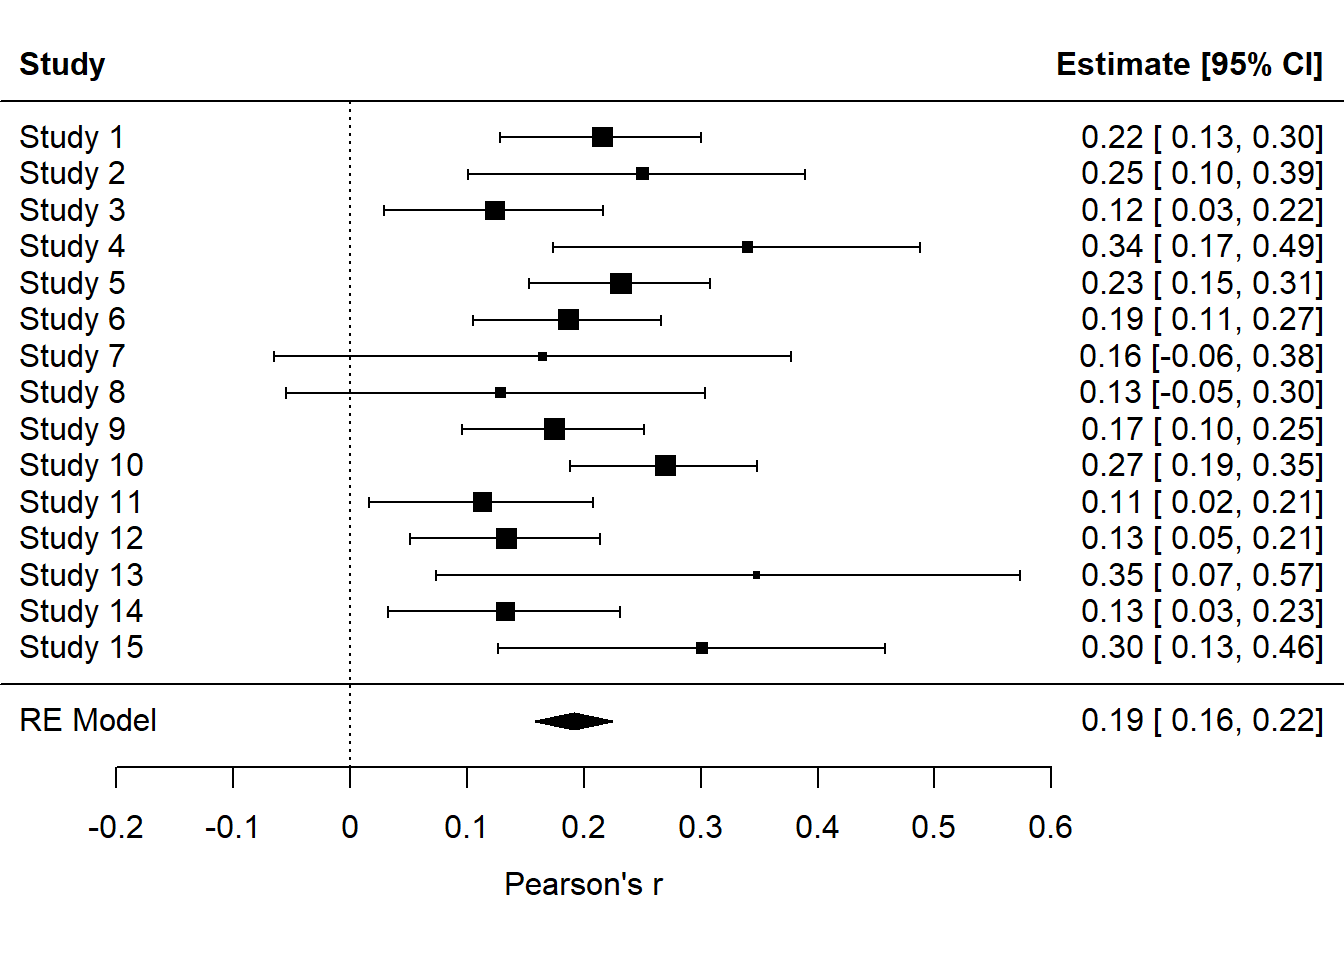 Study Estimate [95% CI]
Study 1 0.22 [ 0.13, 0.30]
Study 2 0.25 [ 0.10, 0.39]
Study 3 0.12 [ 0.03, 0.22]
Study 4 0.34 [ 0.17, 0.49]
Study 5 0.23 [ 0.15, 0.31]
Study 6 0.19 [ 0.11, 0.27]
Study 7 0.16 [-0.06, 0.38]
Study 8 0.13 [-0.05, 0.30]
Study 9 0.17 [ 0.10, 0.25]
Study 10 0.27 [ 0.19, 0.35]
Study 11 0.11 [ 0.02, 0.21]
Study 12 0.13 [ 0.05, 0.21]
Study 13 0.35 [ 0.07, 0.57]
Study 14 0.13 [ 0.03, 0.23]
Study 15 0.30 [ 0.13, 0.46]
RE Model 0.19 [ 0.16, 0.22]
-0.2 -0.1 0 0.1 0.2 0.3 0.4 0.5 0.6
Pearson's r